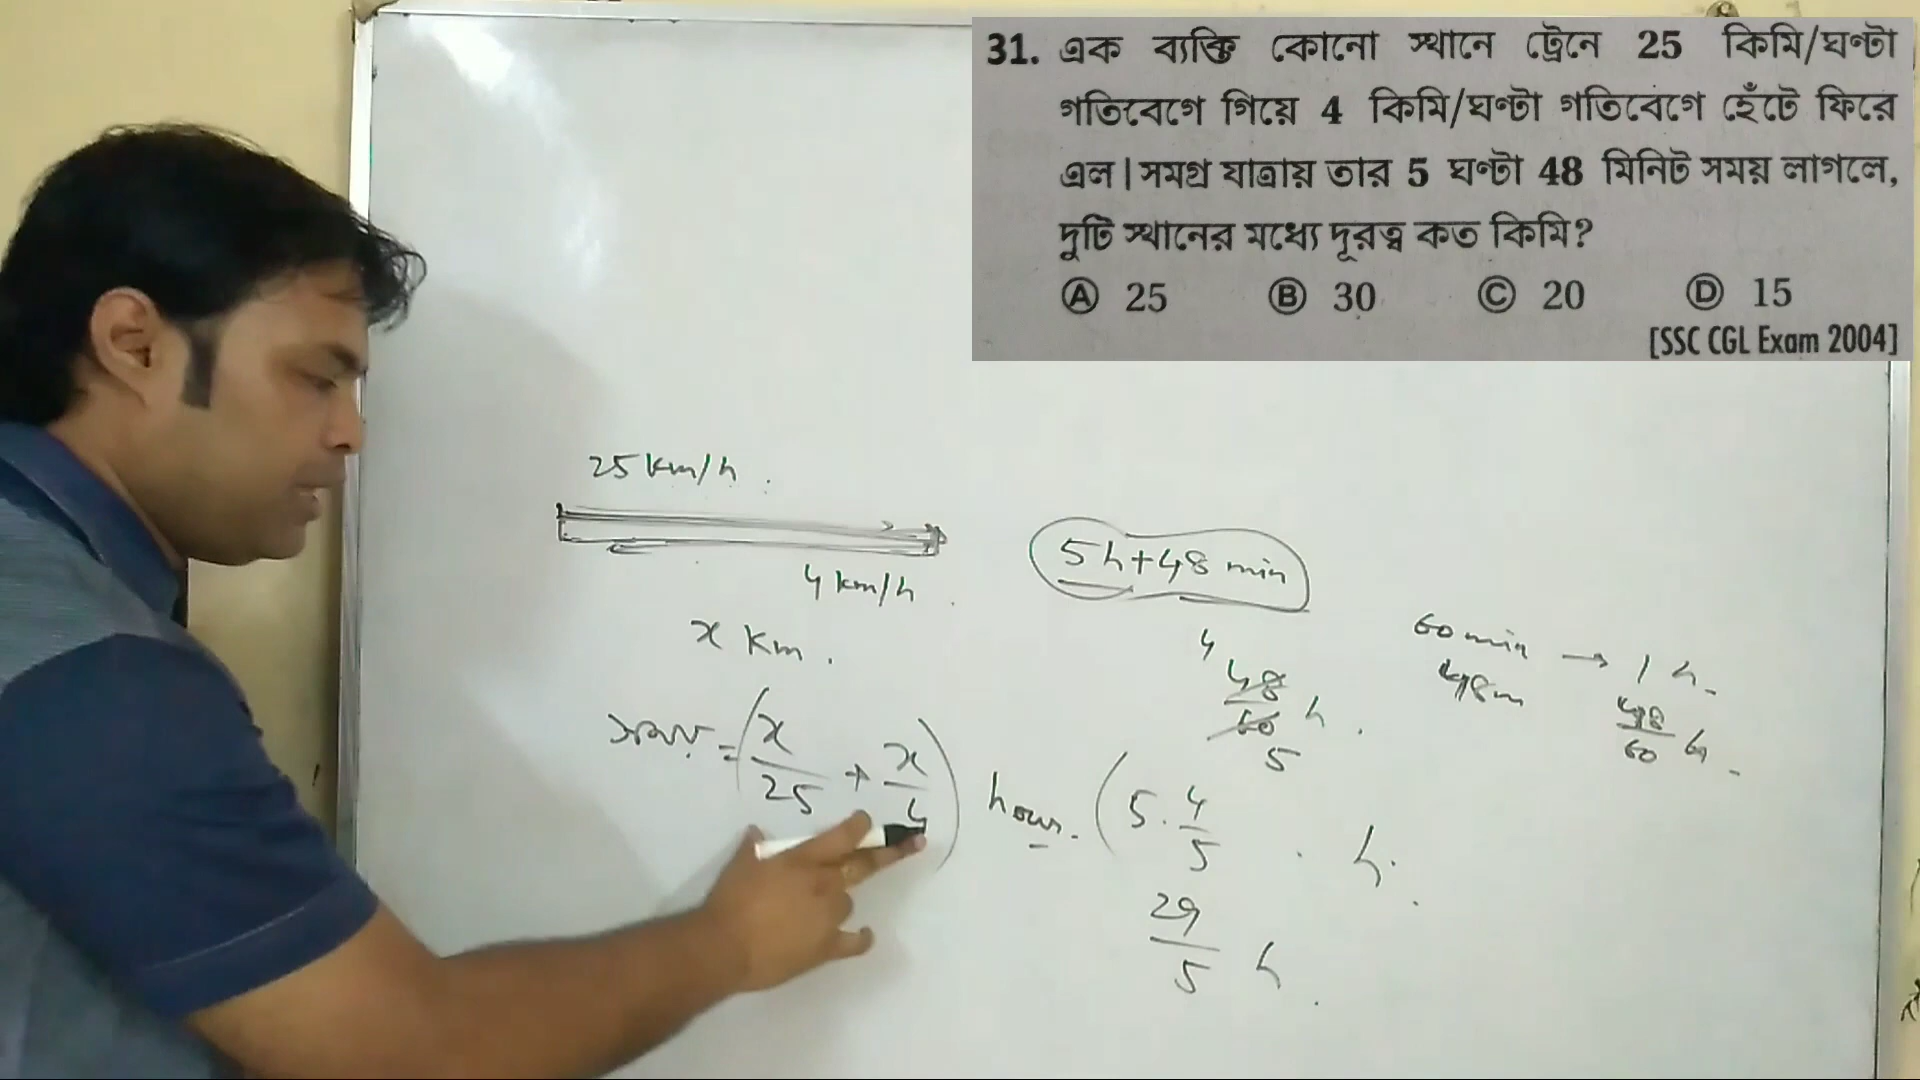 31. এক ব্যক্তি কোনো স্থানে ট্রেনে 25 কিমি/ঘণ্টা
গতিবেগে গিয়ে 4 কিমি/ঘণ্টা গতিবেগে হেঁটে ফিরে
এল। সমগ্র যাত্রায় তার 5 ঘণ্টা 48 মিনিট সময় লাগলে,
দুটি স্থানের মধ্যে দূরত্ব কত কিমি?
Ⓐ 25 Ⓑ 30 Ⓒ 20 Ⓓ 15
[SSC CGL Exam 2004]
25 km/h
4 km/h
x km.
সময় = (x/25 + x/4) hour.
5h+48 min
4
48/60 h.
5
60 min → 1 h.
48m 48/60 h.
(5. 4/5 h.
29/5 h.